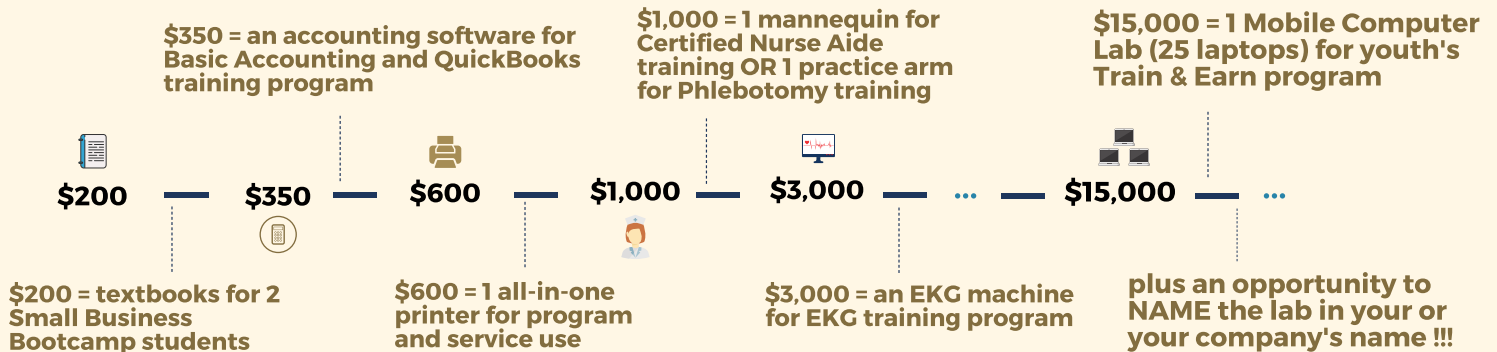 $350 = an accounting software for
Basic Accounting and QuickBooks
training program
$1,000 = 1 mannequin for
Certified Nurse Aide
training OR 1 practice arm
for Phlebotomy training
$15,000 = 1 Mobile Computer
Lab (25 laptops) for youth's
Train & Earn program
$200
$350
$600
$1,000
$3,000
...
$15,000
...
$200 = textbooks for 2
Small Business
Bootcamp students
$600 = 1 all-in-one
printer for program
and service use
$3,000 = an EKG machine
for EKG training program
plus an opportunity to
NAME the lab in your or
your company's name !!!